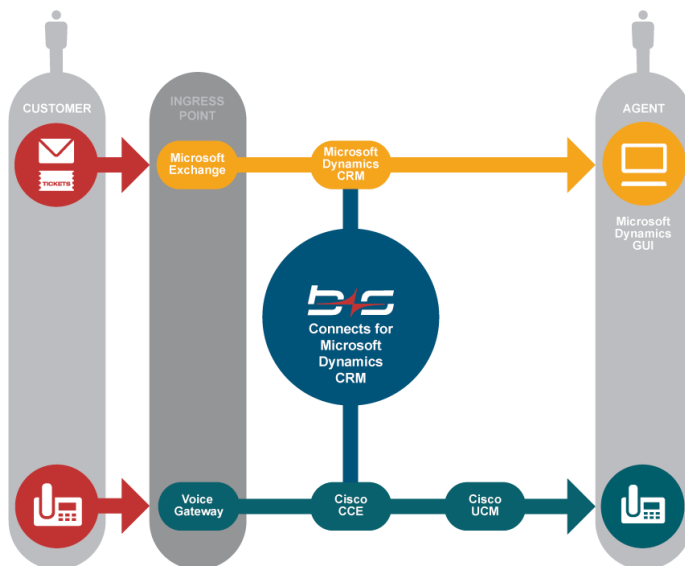 CUSTOMER
INGRESS
POINT
AGENT
TICKETS
Microsoft
Exchange
Microsoft
Dynamics
CRM
Microsoft
Dynamics
GUI
b+s
Connects for
Microsoft
Dynamics
CRM
Voice
Gateway
Cisco
CCE
Cisco
UCM